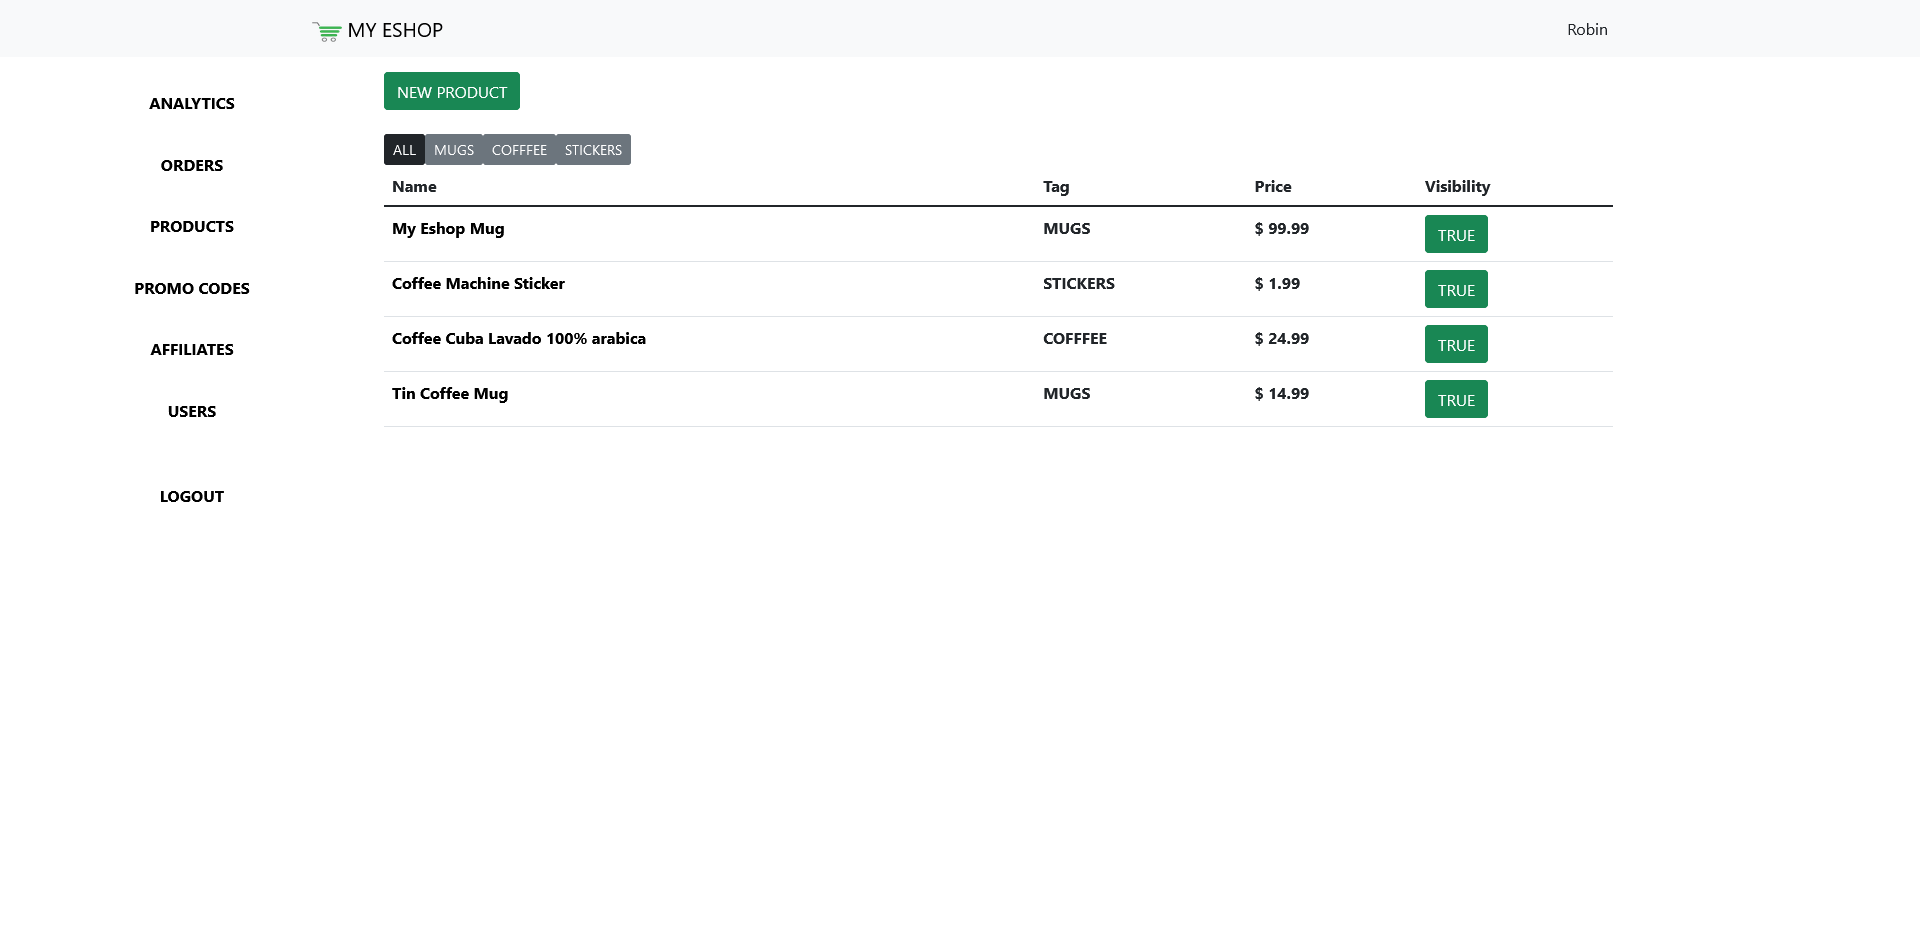 MY ESHOP
Robin
ANALYTICS
ORDERS
PRODUCTS
PROMO CODES
AFFILIATES
USERS
LOGOUT
NEW PRODUCT
ALL MUGS COFFFEE STICKERS
Name Tag Price Visibility
My Eshop Mug MUGS $ 99.99 TRUE
Coffee Machine Sticker STICKERS $ 1.99 TRUE
Coffee Cuba Lavado 100% arabica COFFFEE $ 24.99 TRUE
Tin Coffee Mug MUGS $ 14.99 TRUE